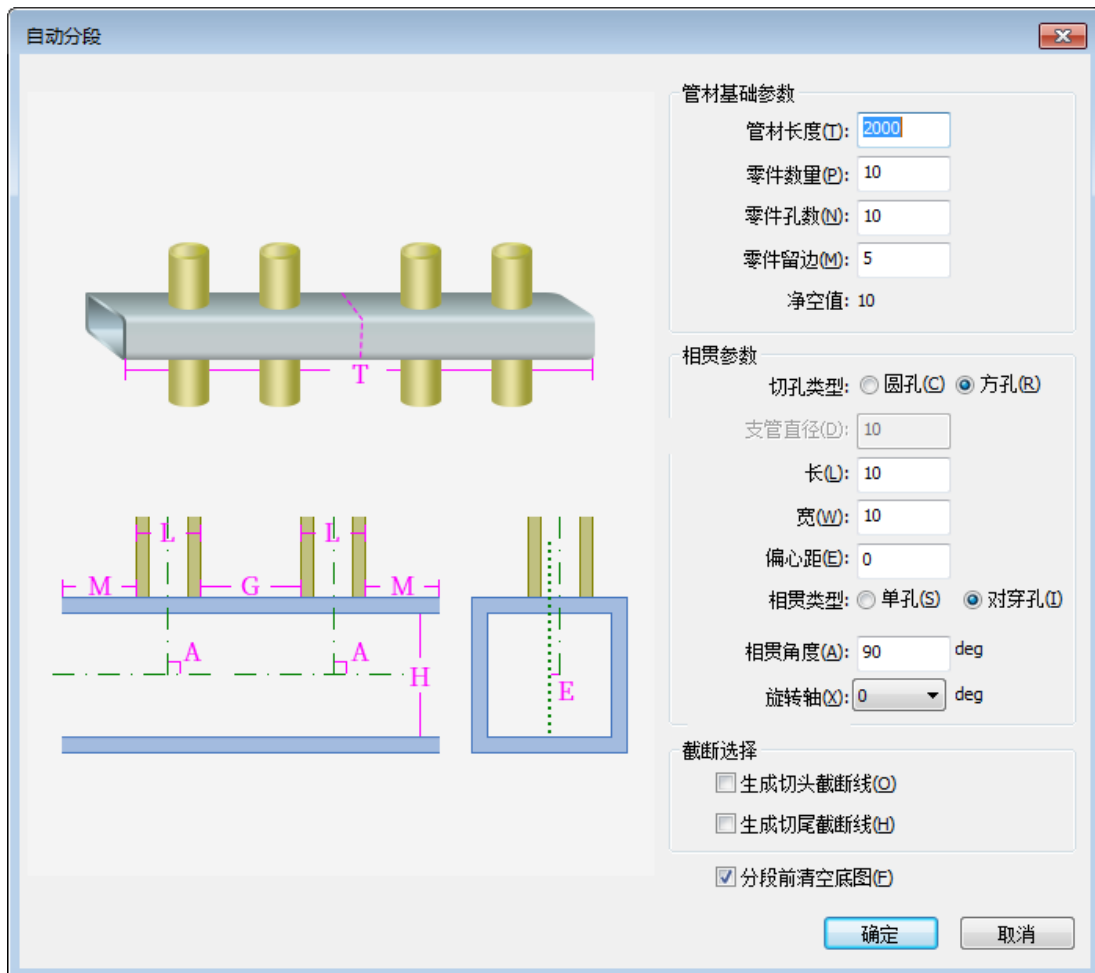 自动分段
管材基础参数
管材长度(T): 2000
零件数量(P): 10
零件孔数(N): 10
零件留边(M): 5
净空值: 10
T
相贯参数
切孔类型: 圆孔(C) 方孔(R)
支管直径(D): 10
长(L): 10
宽(W): 10
偏心距(E): 0
相贯类型: 单孔(S) 对穿孔(I)
相贯角度(A): 90 deg
旋转轴(X): 0 deg
L L
M G M
A A
H
E
截断选择
生成切头截断线(O)
生成切尾截断线(H)
分段前清空底图(F)
确定 取消